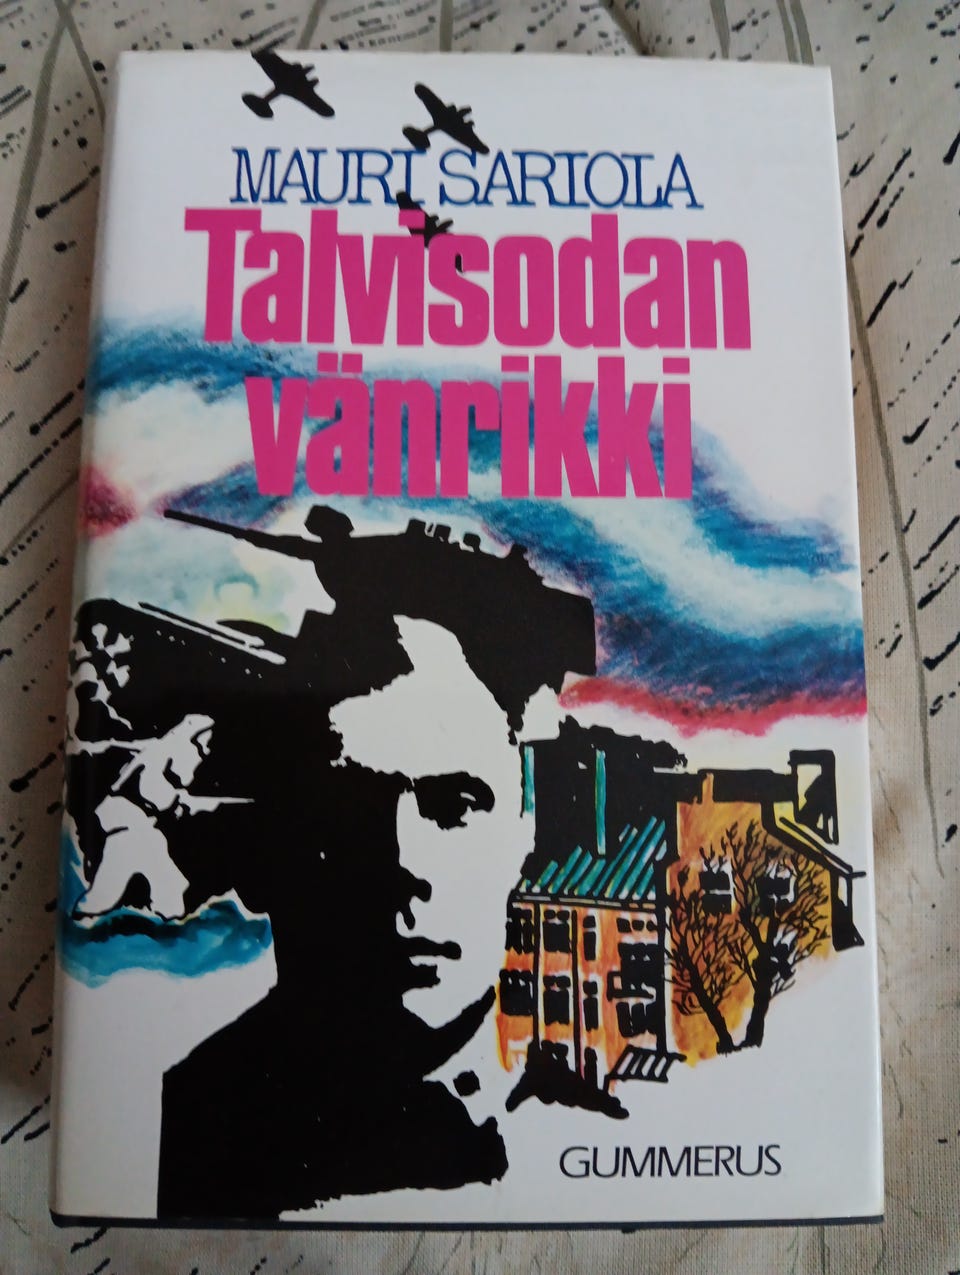 MAURI SARIOLA
Talvisodan
vänrikki
GUMMERUS